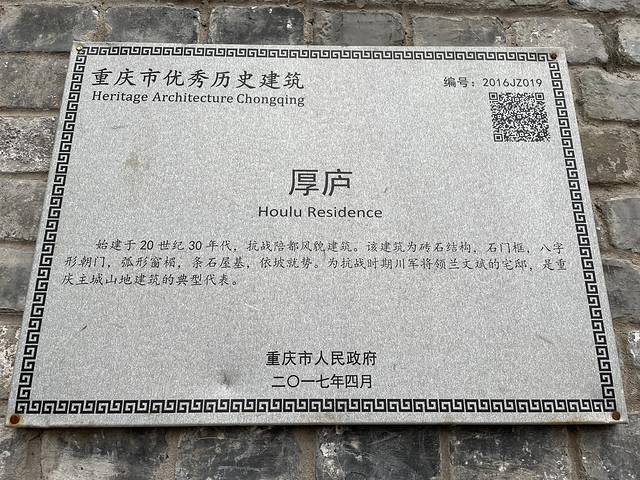 重庆市优秀历史建筑
Heritage Architecture Chongqing
编号：2016JZ019
厚庐
Houlu Residence
始建于20世纪30年代，抗战陪都风貌建筑。该建筑为砖石结构，石门框，八字
形朝门，弧形窗楣，条石屋基，依坡就势。为抗战时期川军将领兰文斌的宅邸，是重
庆主城山地建筑的典型代表。
重庆市人民政府
二〇一七年四月